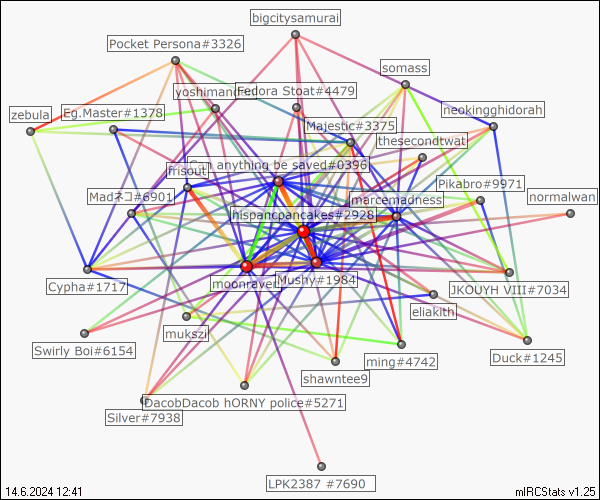 bigcitysamurai
Pocket Persona#3326
somass
yoshimando
Fedora Stoat#4479
zebula
Eg.Master#1378
neokingghidorah
Majestic#3375
thesecondtwat
frisout
anything be saved#0396
Pikabro#9971
Madネコ#6901
marcemadness
normalwan
hispancpancakes#2928
moonraven
Mushy#1984
Cypha#1717
JKOUYH VIII#7034
eliakith
mukszi
Swirly Boi#6154
ming#4742
Duck#1245
shawntee9
DacobDacob hORNY police#5271
Silver#7938
LPK2387 #7690
14.6.2024 12:41
mIRCStats v1.25